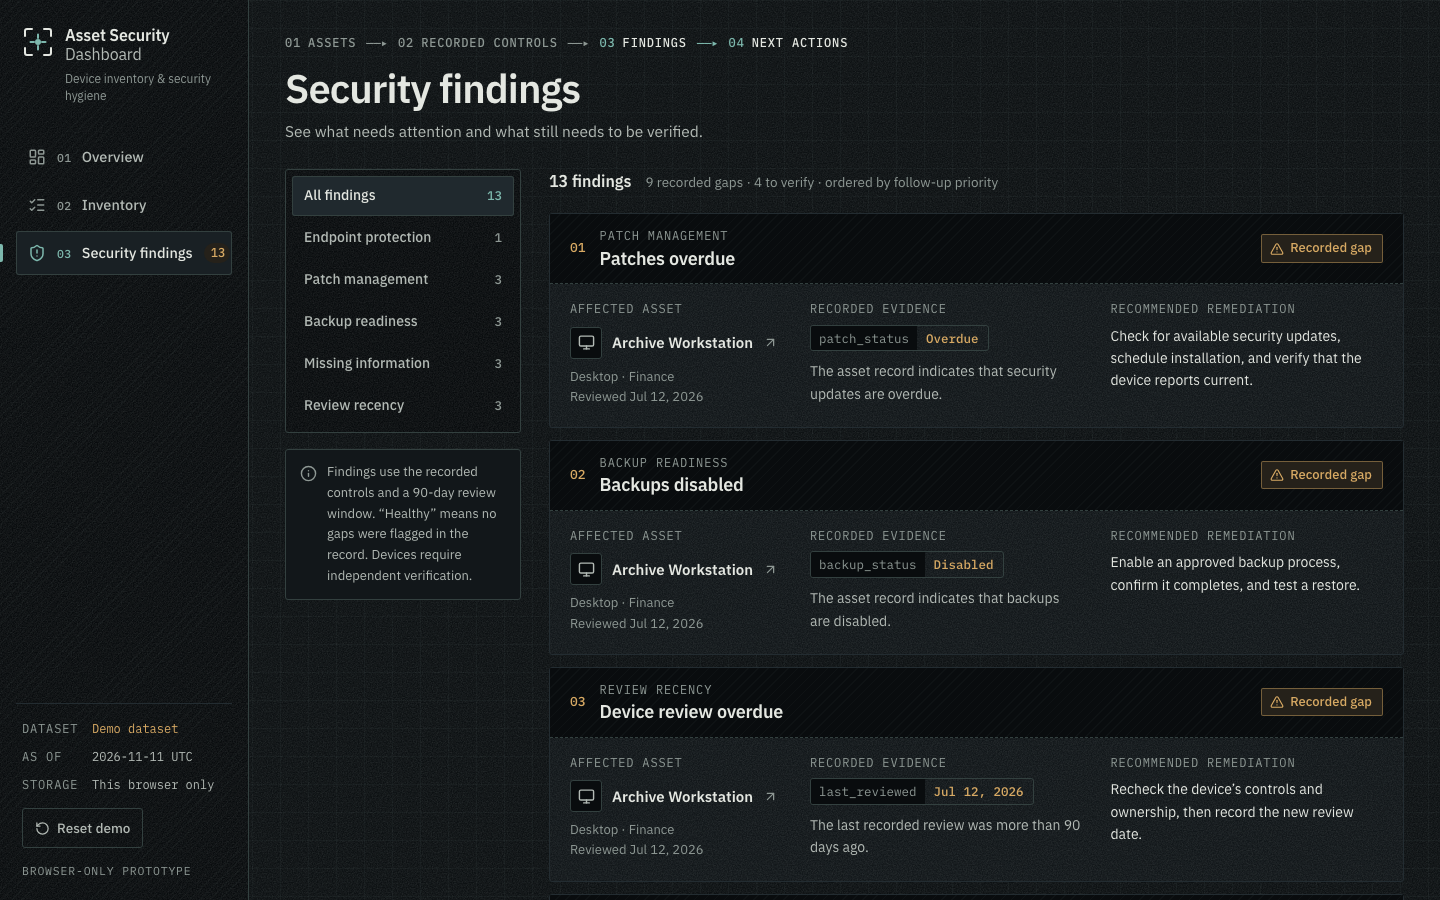 Asset Security
Dashboard
Device inventory & security
hygiene
01 Overview
02 Inventory
03 Security findings 13
DATASET Demo dataset
AS OF 2026-11-11 UTC
STORAGE This browser only
Reset demo
BROWSER-ONLY PROTOTYPE
01 ASSETS 02 RECORDED CONTROLS 03 FINDINGS 04 NEXT ACTIONS
Security findings
See what needs attention and what still needs to be verified.
All findings 13
Endpoint protection 1
Patch management 3
Backup readiness 3
Missing information 3
Review recency 3
Findings use the recorded
controls and a 90-day review
window. “Healthy” means no
gaps were flagged in the
record. Devices require
independent verification.
13 findings 9 recorded gaps · 4 to verify · ordered by follow-up priority
01
PATCH MANAGEMENT
Patches overdue
Recorded gap
AFFECTED ASSET
Archive Workstation
Desktop · Finance
Reviewed Jul 12, 2026
RECORDED EVIDENCE
patch_status Overdue
The asset record indicates that security
updates are overdue.
RECOMMENDED REMEDIATION
Check for available security updates,
schedule installation, and verify that the
device reports current.
02
BACKUP READINESS
Backups disabled
Recorded gap
AFFECTED ASSET
Archive Workstation
Desktop · Finance
Reviewed Jul 12, 2026
RECORDED EVIDENCE
backup_status Disabled
The asset record indicates that backups
are disabled.
RECOMMENDED REMEDIATION
Enable an approved backup process,
confirm it completes, and test a restore.
03
REVIEW RECENCY
Device review overdue
Recorded gap
AFFECTED ASSET
Archive Workstation
Desktop · Finance
Reviewed Jul 12, 2026
RECORDED EVIDENCE
last_reviewed Jul 12, 2026
The last recorded review was more than 90
days ago.
RECOMMENDED REMEDIATION
Recheck the device’s controls and
ownership, then record the new review
date.